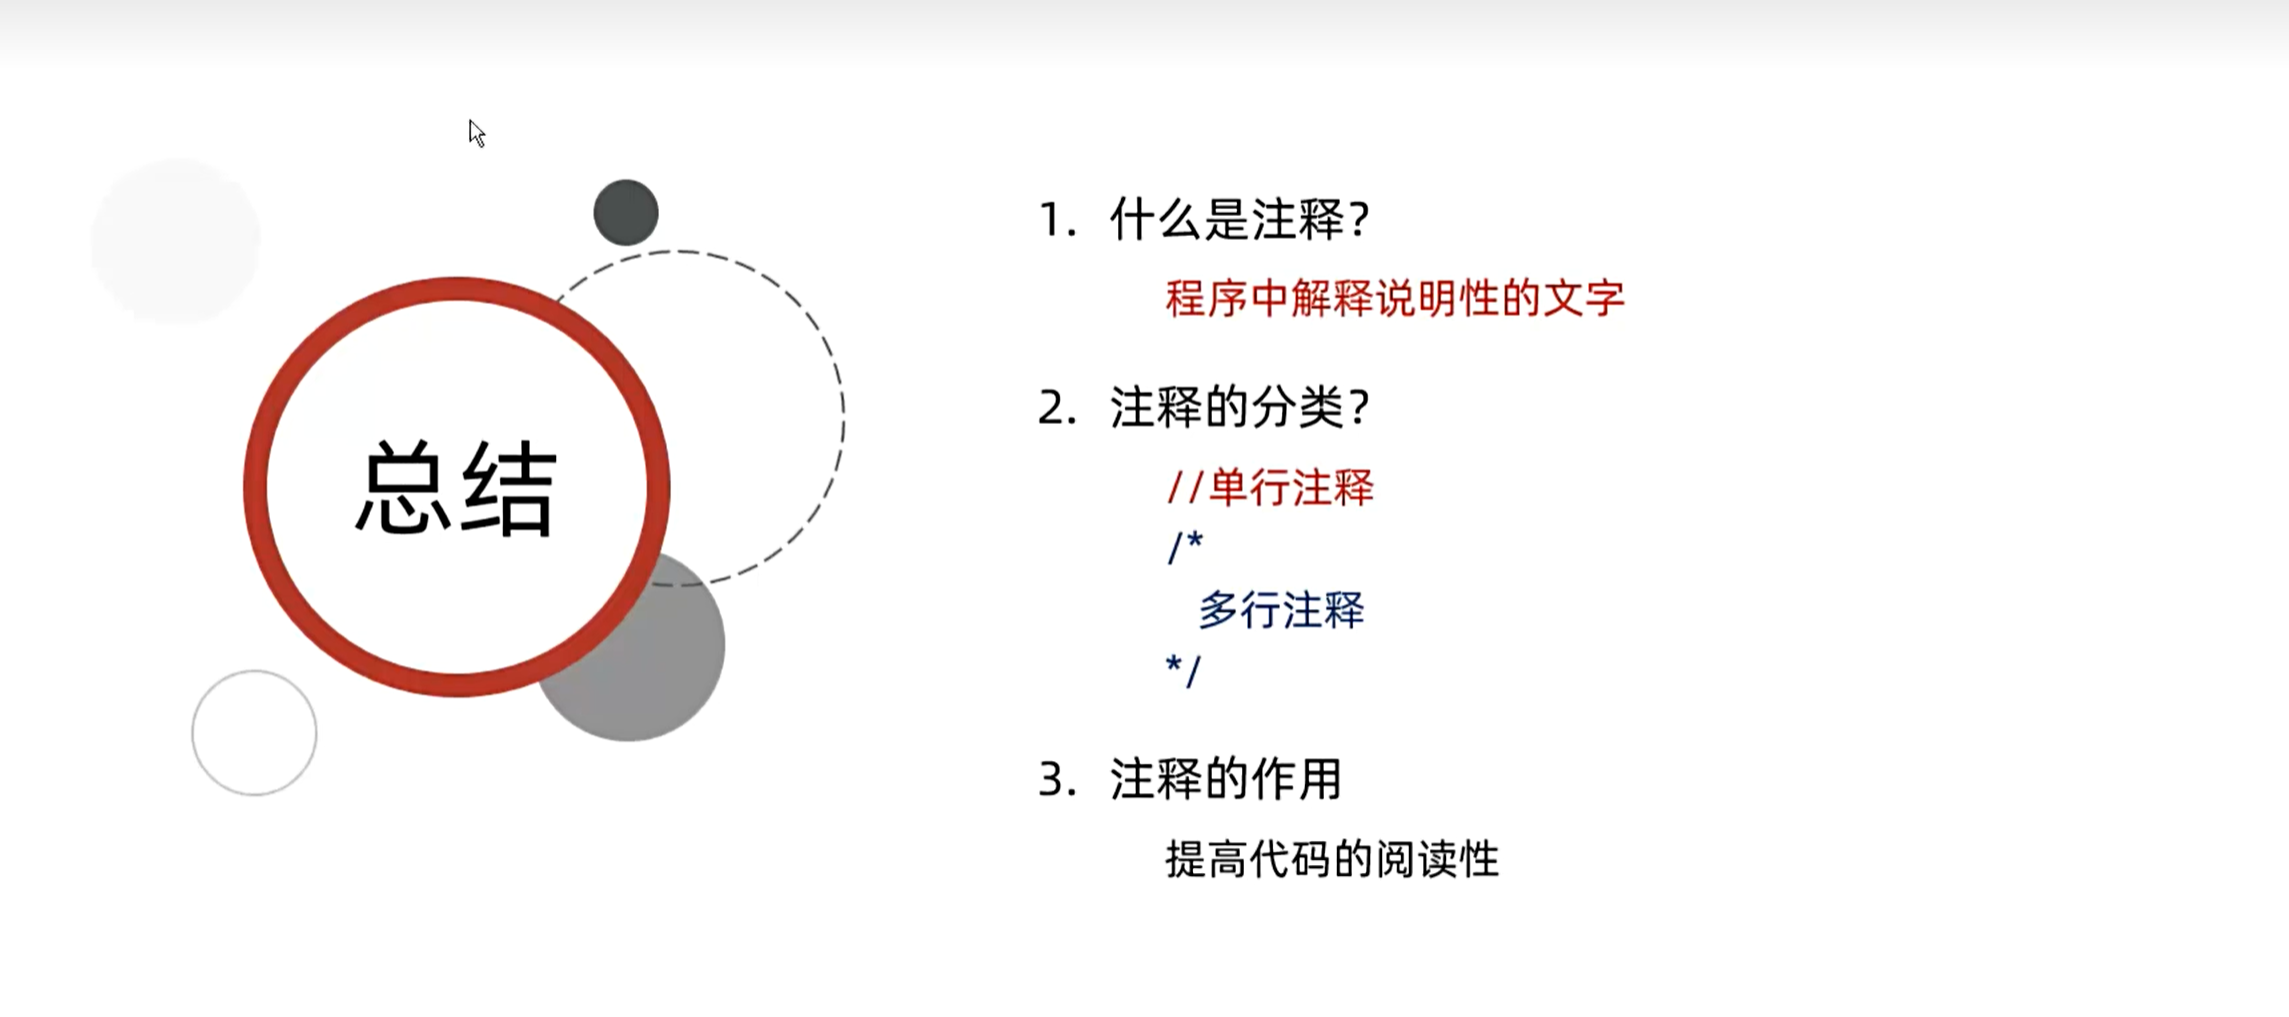 总结
1. 什么是注释?
程序中解释说明性的文字
2. 注释的分类?
//单行注释
/*
多行注释
*/
3. 注释的作用
提高代码的阅读性